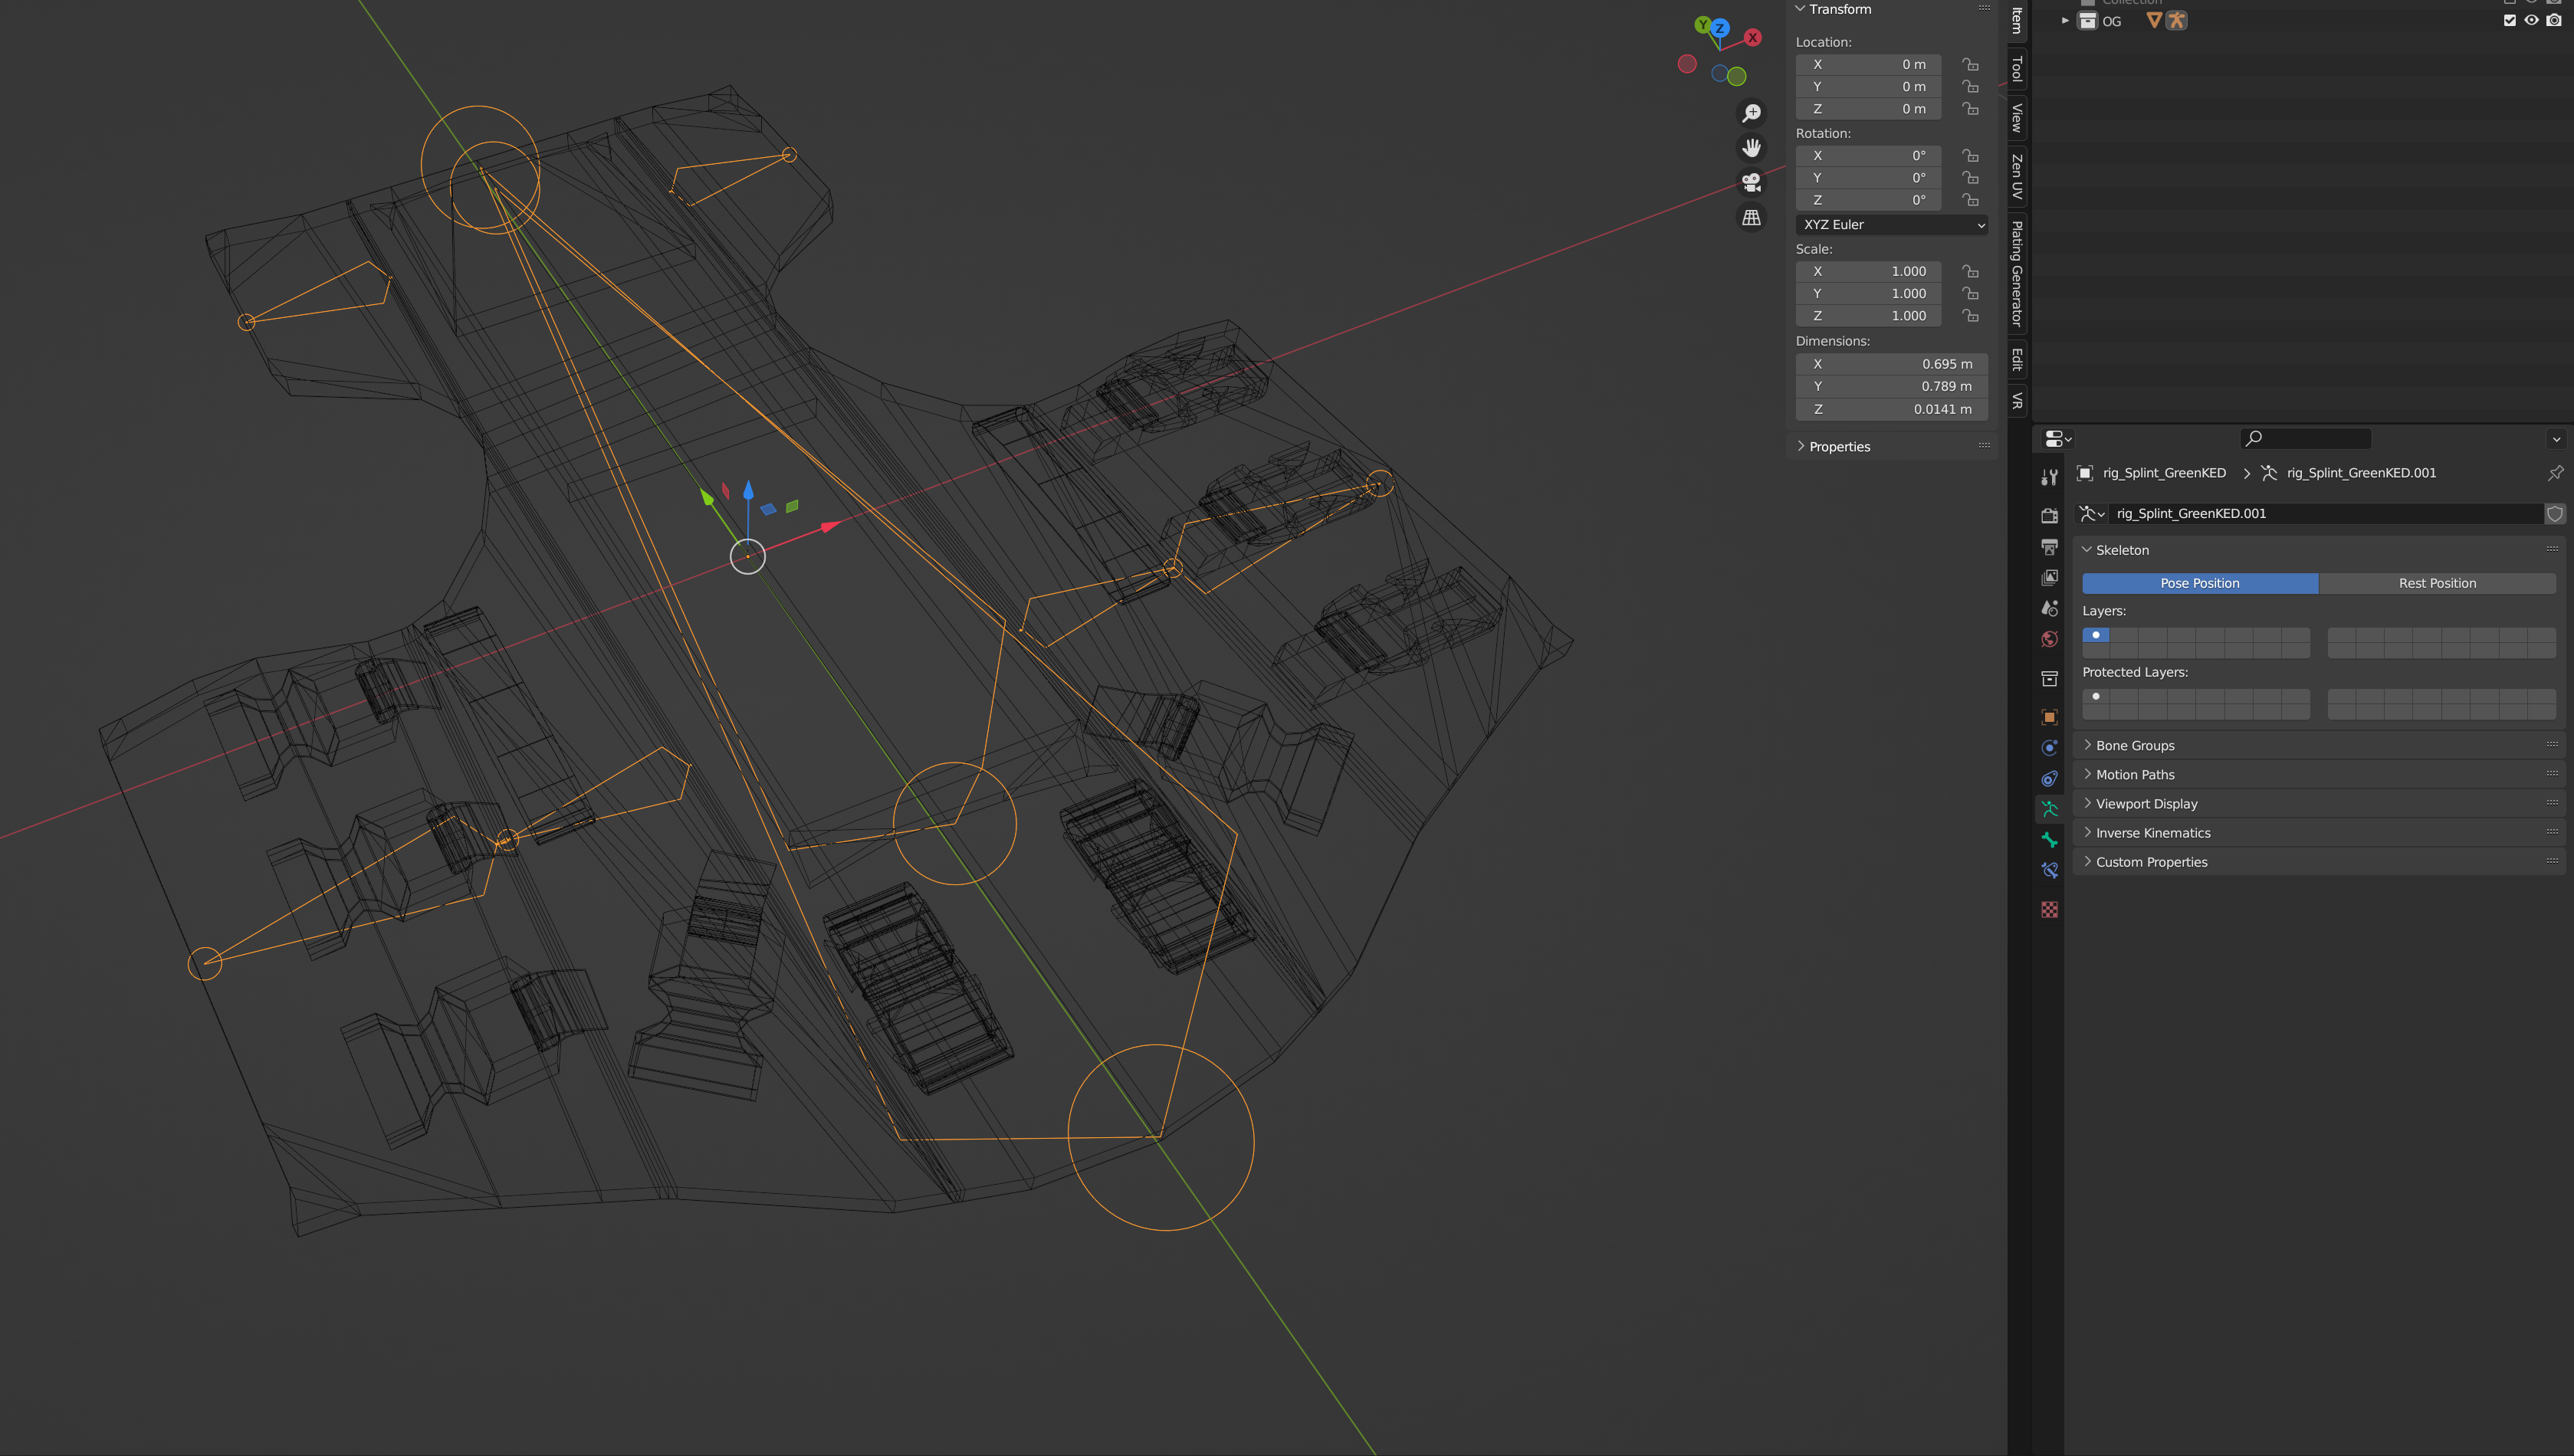 Transform
Location:
X 0 m
Y 0 m
Z 0 m
Rotation:
X 0°
Y 0°
Z 0°
XYZ Euler
Scale:
X 1.000
Y 1.000
Z 1.000
Dimensions:
X 0.695 m
Y 0.789 m
Z 0.0141 m
Properties
Y
Z
X
Item
Tool
View
Zen UV
Plating Generator
Edit
VR
Collection
OG
rig_Splint_GreenKED > rig_Splint_GreenKED.001
rig_Splint_GreenKED.001
Skeleton
Pose Position Rest Position
Layers:
Protected Layers:
Bone Groups
Motion Paths
Viewport Display
Inverse Kinematics
Custom Properties